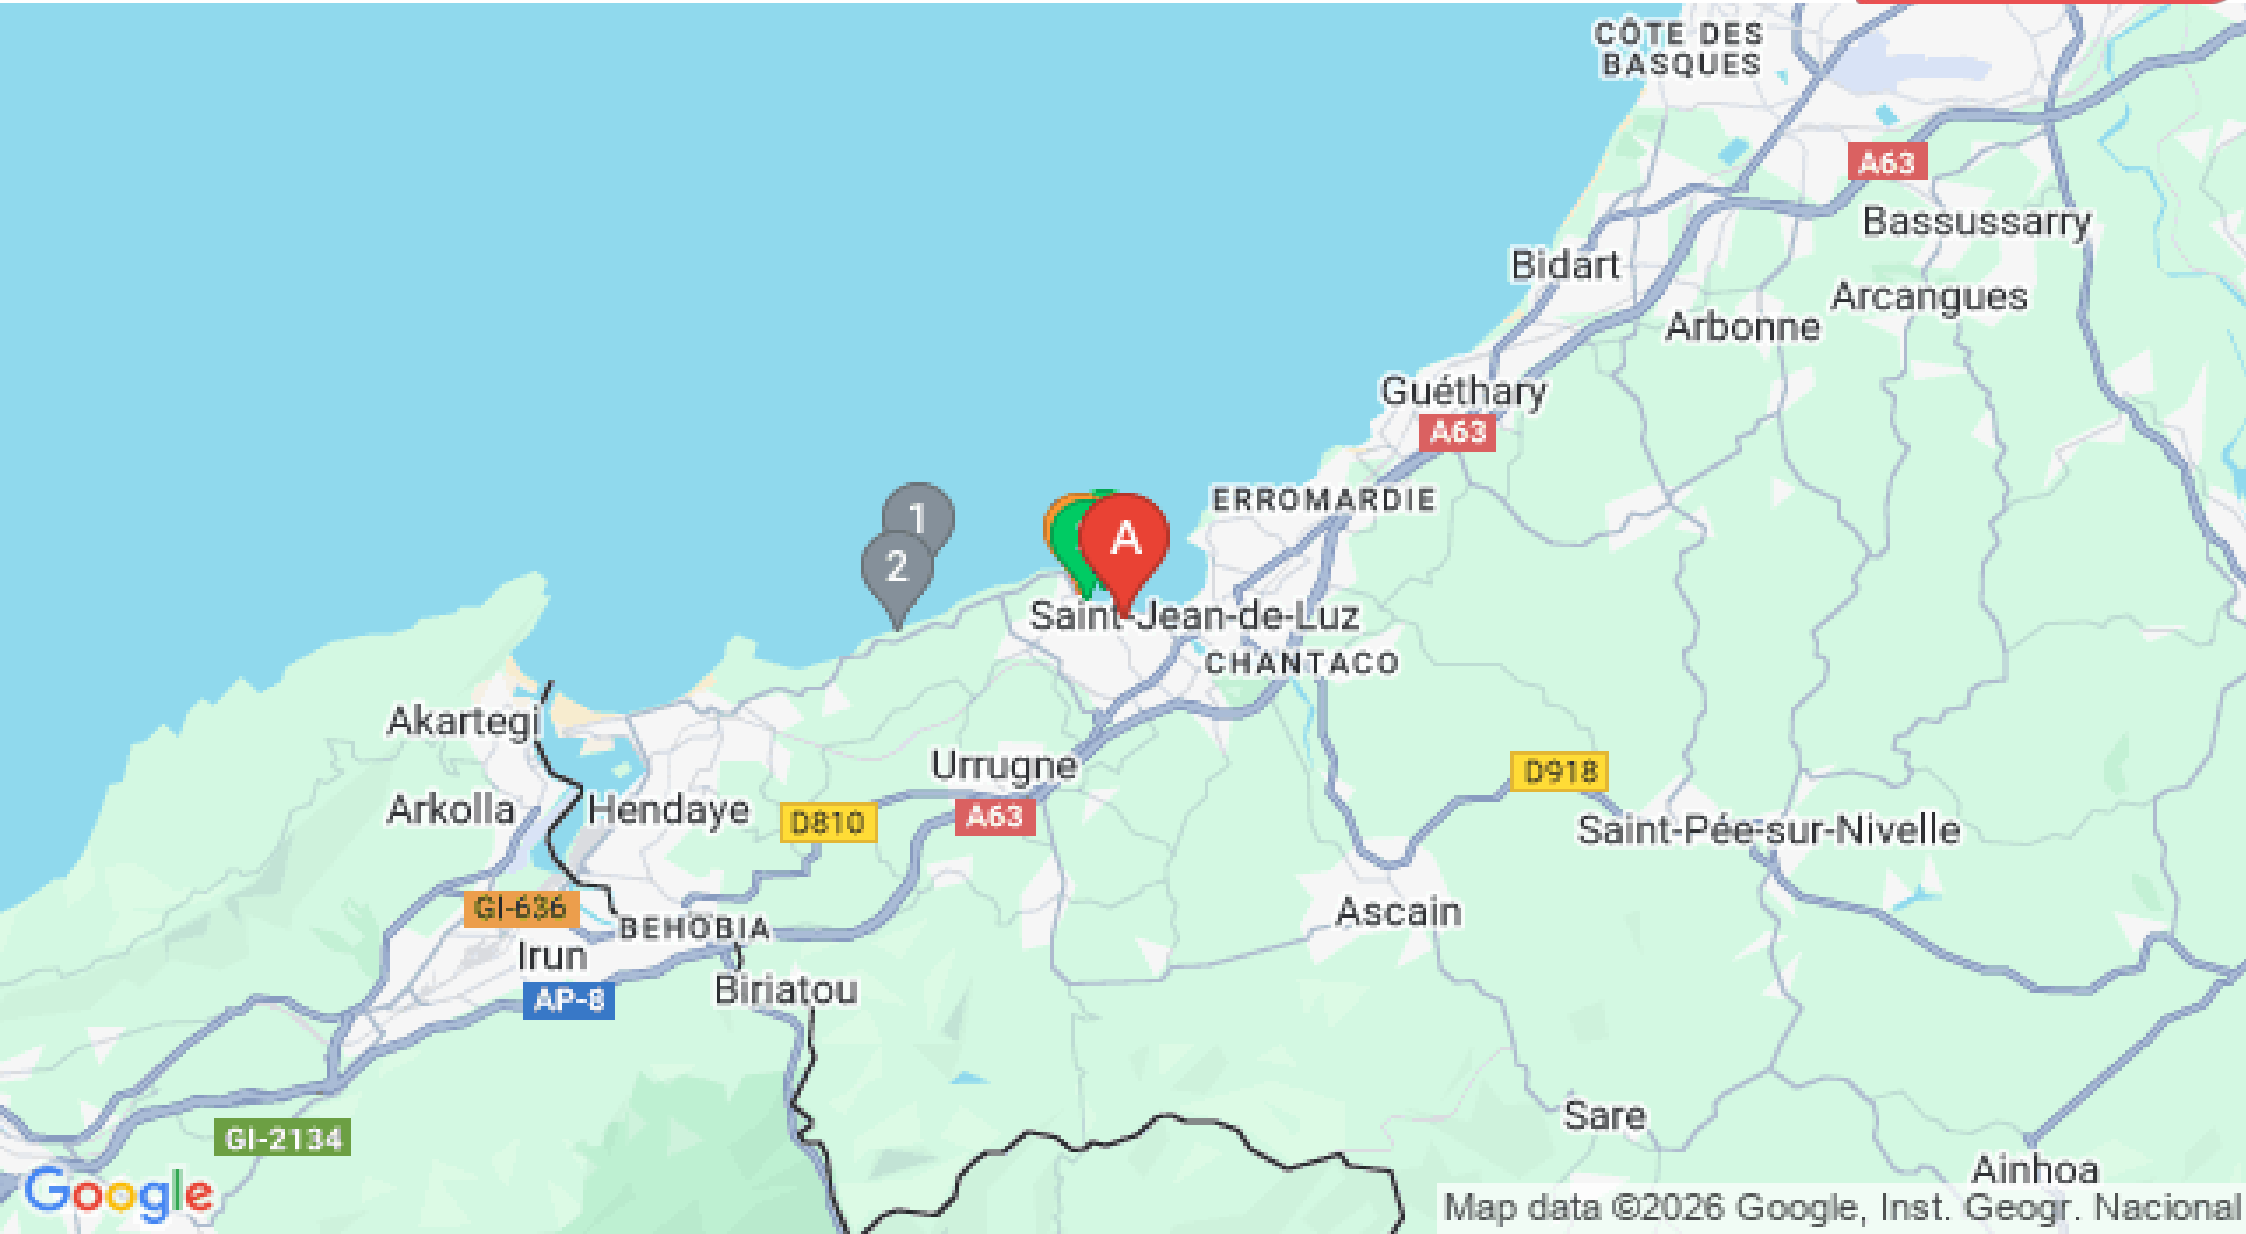 CÔTE DES
BASQUES
A63
Bassussarry
Bidart
Arcangues
Arbonne
Guéthary
A63
1
ERROMARDIE
A
2
Saint-Jean-de-Luz
CHANTACO
Akartegi
Urrugne
D918
Arkolla
Hendaye
D810
A63
Saint-Pée-sur-Nivelle
GI-636
BEHOBIA
Ascain
Irun
AP-8
Biriatou
Sare
GI-2134
Ainhoa
Google
Map data ©2026 Google, Inst. Geogr. Nacional